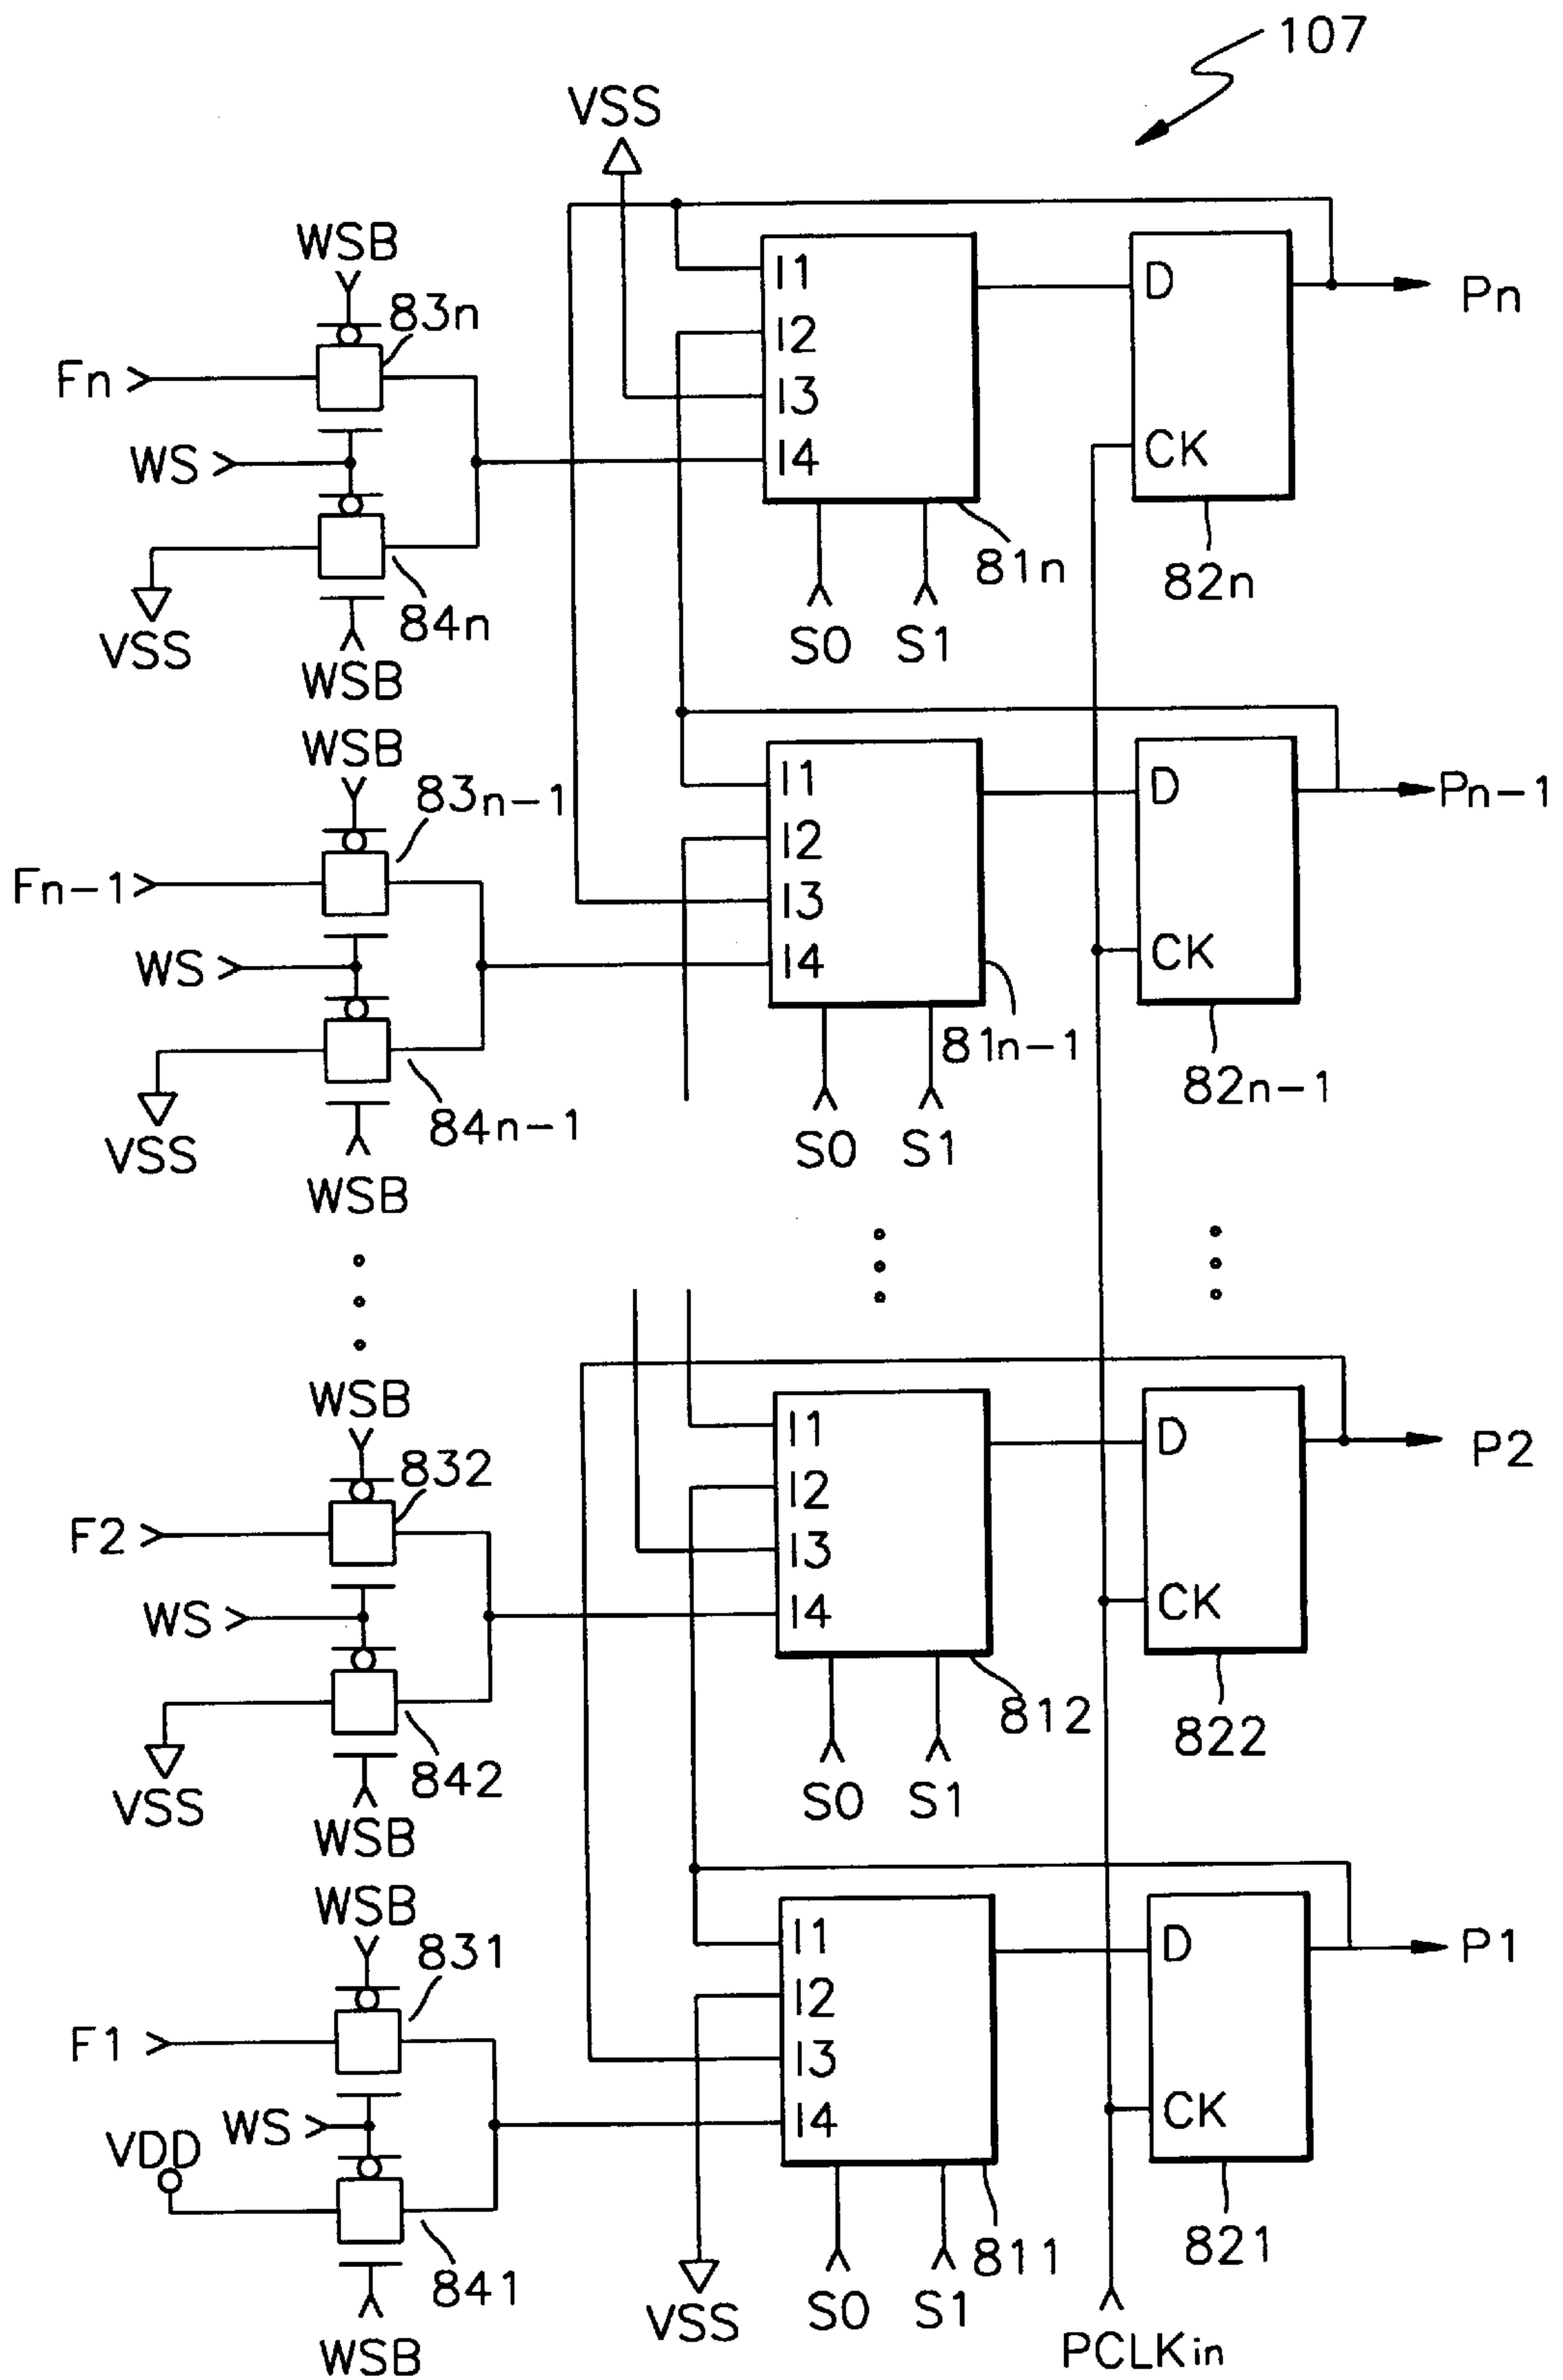 107
VSS
WSB
83n
Fn
WS
84n
VSS
WSB
I1
I2
I3
I4
S0 S1
81n
D
CK
82n
Pn
WSB
83n-1
Fn-1
WS
84n-1
VSS
WSB
I1
I2
I3
I4
S0 S1
81n-1
D
CK
82n-1
Pn-1
WSB
832
F2
WS
842
VSS
WSB
I1
I2
I3
I4
S0 S1
812
D
CK
822
P2
WSB
831
F1
WS
VDD
841
WSB
I1
I2
I3
I4
VSS
S0 S1
811
D
CK
821
P1
PCLKin